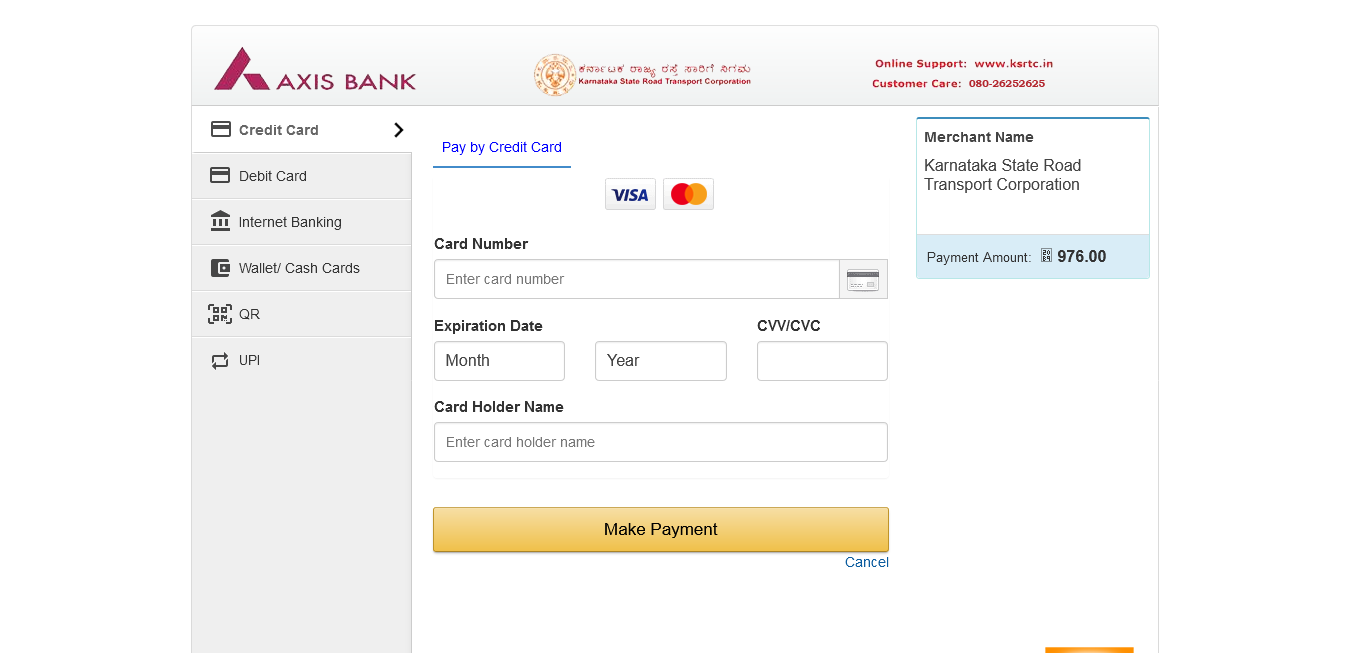 AXIS BANK
ಕರ್ನಾಟಕ ರಾಜ್ಯ ರಸ್ತೆ ಸಾರಿಗೆ ನಿಗಮ
Karnataka State Road Transport Corporation
Online Support: www.ksrtc.in
Customer Care: 080-26252625
Credit Card
Debit Card
Internet Banking
Wallet/ Cash Cards
QR
UPI
Pay by Credit Card
VISA
Card Number
Enter card number
Expiration Date
CVV/CVC
Month
Year
Card Holder Name
Enter card holder name
Make Payment
Cancel
Merchant Name
Karnataka State Road
Transport Corporation
Payment Amount: 976.00